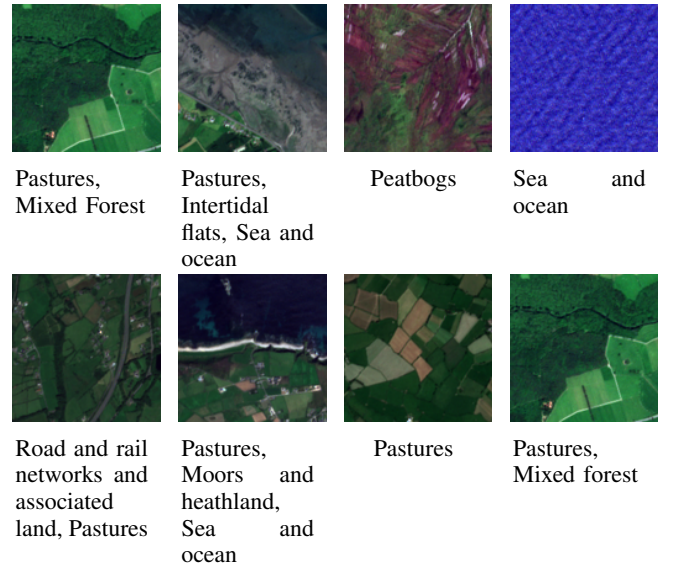 Pastures,
Mixed Forest
Pastures,
Intertidal
flats, Sea and
ocean
Peatbogs
Sea and
ocean
Road and rail
networks and
associated
land, Pastures
Pastures,
Moors and
heathland,
Sea and
ocean
Pastures
Pastures,
Mixed forest